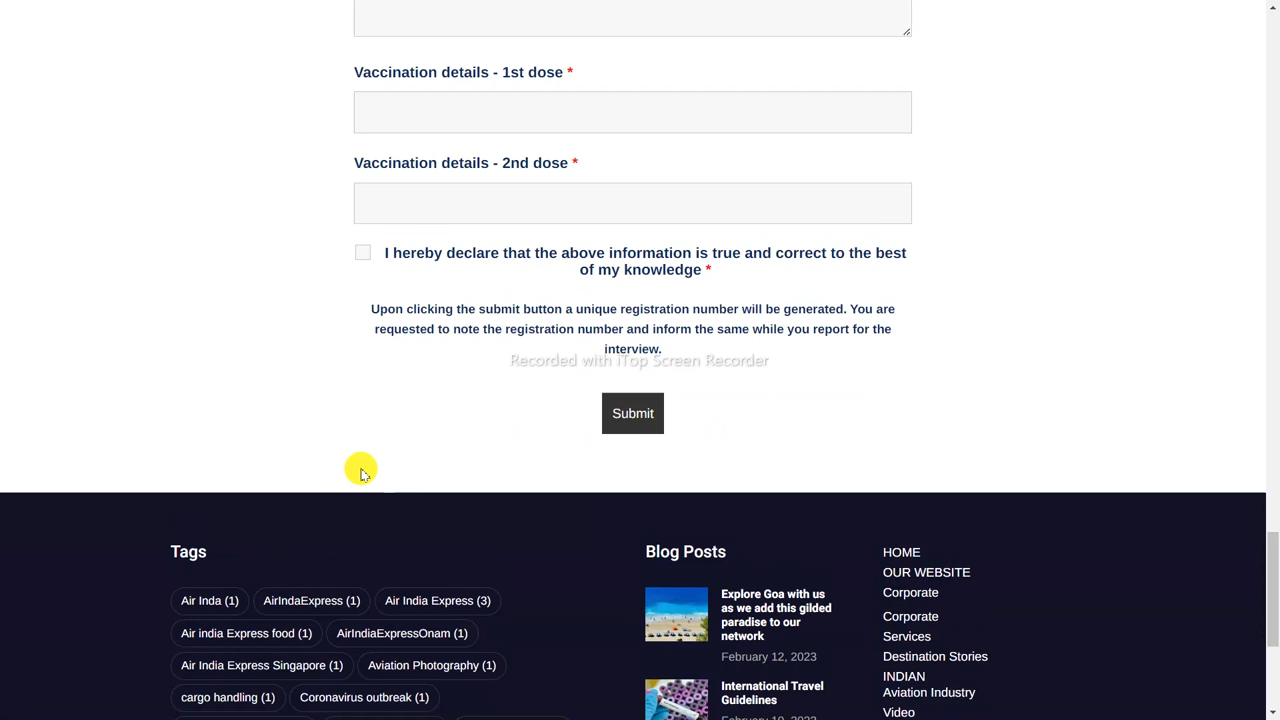 Vaccination details - 1st dose *
Vaccination details - 2nd dose *
I hereby declare that the above information is true and correct to the best
of my knowledge *
Upon clicking the submit button a unique registration number will be generated. You are
requested to note the registration number and inform the same while you report for the
interview.
Recorded with iTop Screen Recorder
Submit
Tags
Air Inda (1)
AirIndaExpress (1)
Air India Express (3)
Air india Express food (1)
AirIndiaExpressOnam (1)
Air India Express Singapore (1)
Aviation Photography (1)
cargo handling (1)
Coronavirus outbreak (1)
Blog Posts
Explore Goa with us
as we add this gilded
paradise to our
network
February 12, 2023
International Travel
Guidelines
HOME
OUR WEBSITE
Corporate
Corporate
Services
Destination Stories
INDIAN
Aviation Industry
Video